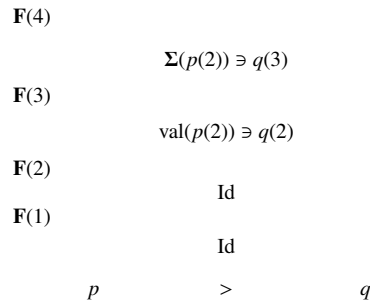 F(4)
Σ(p(2)) ∋ q(3)
F(3)
val(p(2)) ∋ q(2)
F(2)
Id
F(1)
Id
p > q